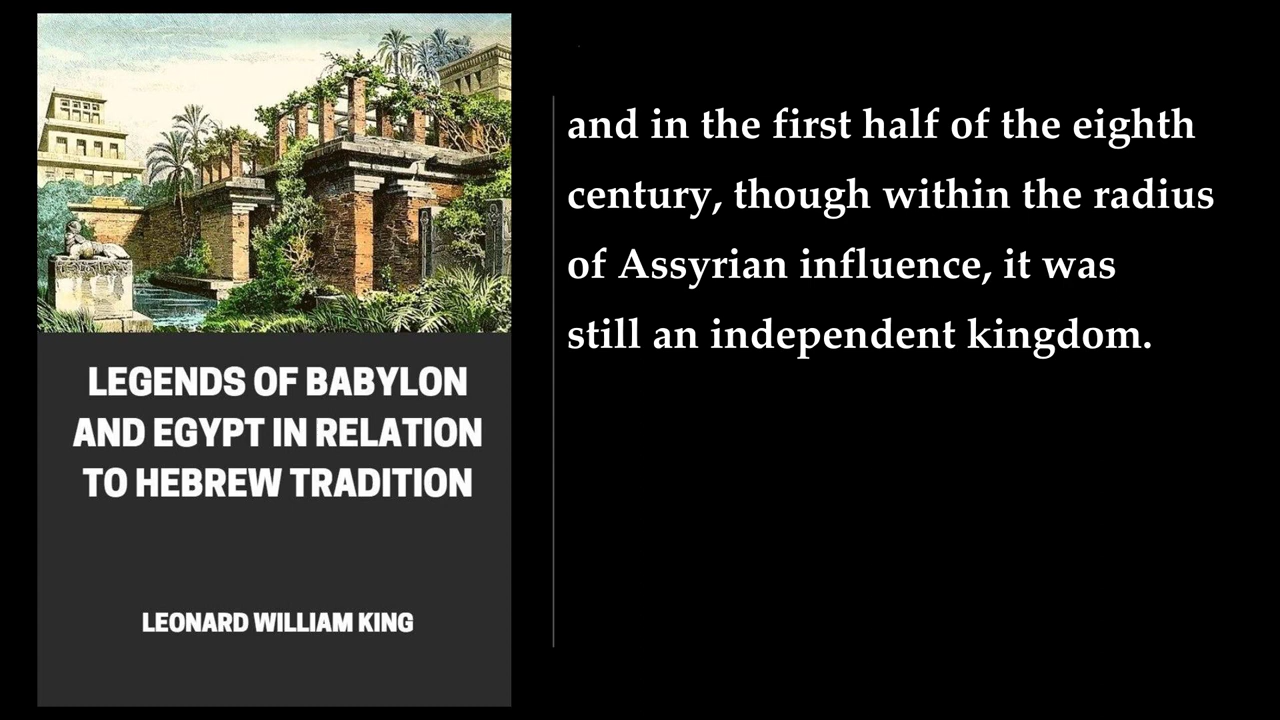 LEGENDS OF BABYLON
AND EGYPT IN RELATION
TO HEBREW TRADITION
LEONARD WILLIAM KING
and in the first half of the eighth
century, though within the radius
of Assyrian influence, it was
still an independent kingdom.